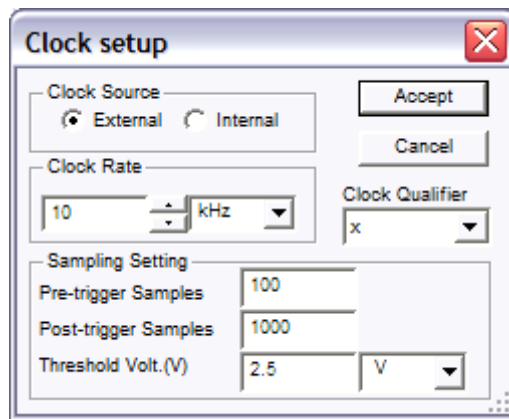 Clock setup
Clock Source
External Internal
Accept
Cancel
Clock Rate
10 kHz
Clock Qualifier
x
Sampling Setting
Pre-trigger Samples 100
Post-trigger Samples 1000
Threshold Volt.(V) 2.5 V